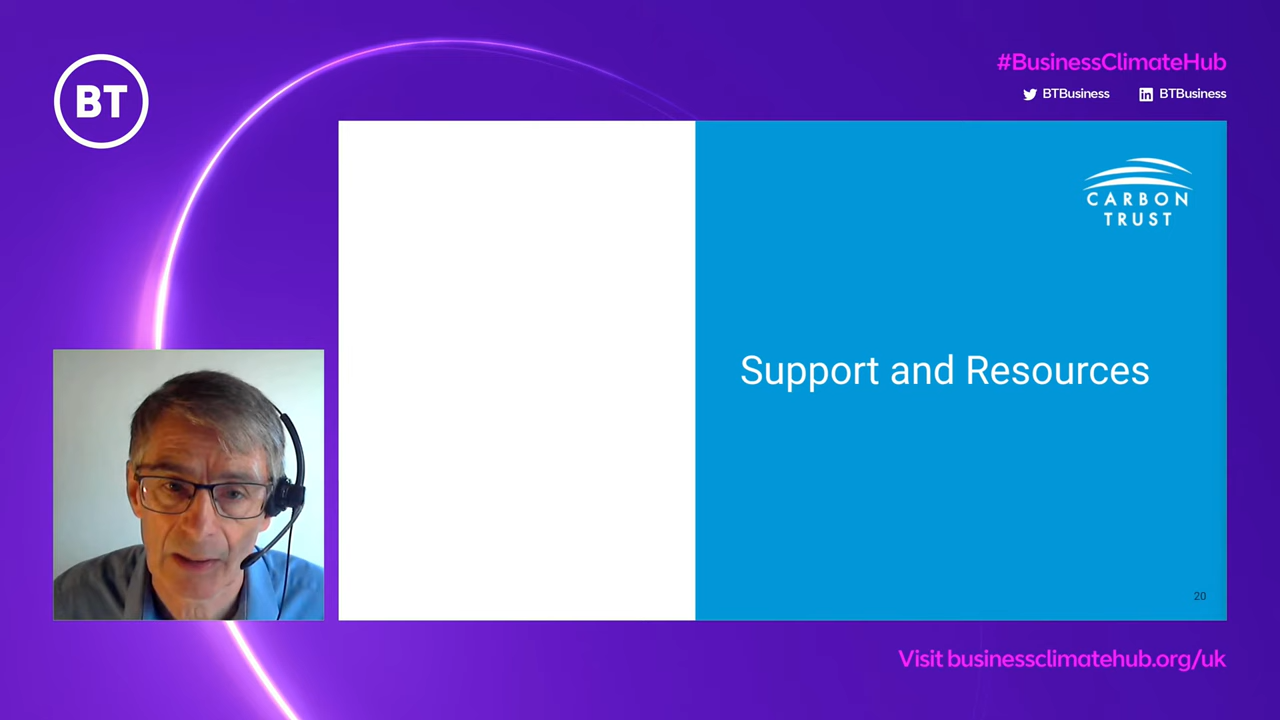 BT
#BusinessClimateHub
BTBusiness BTBusiness
CARBON
TRUST
Support and Resources
20
Visit businessclimatehub.org/uk